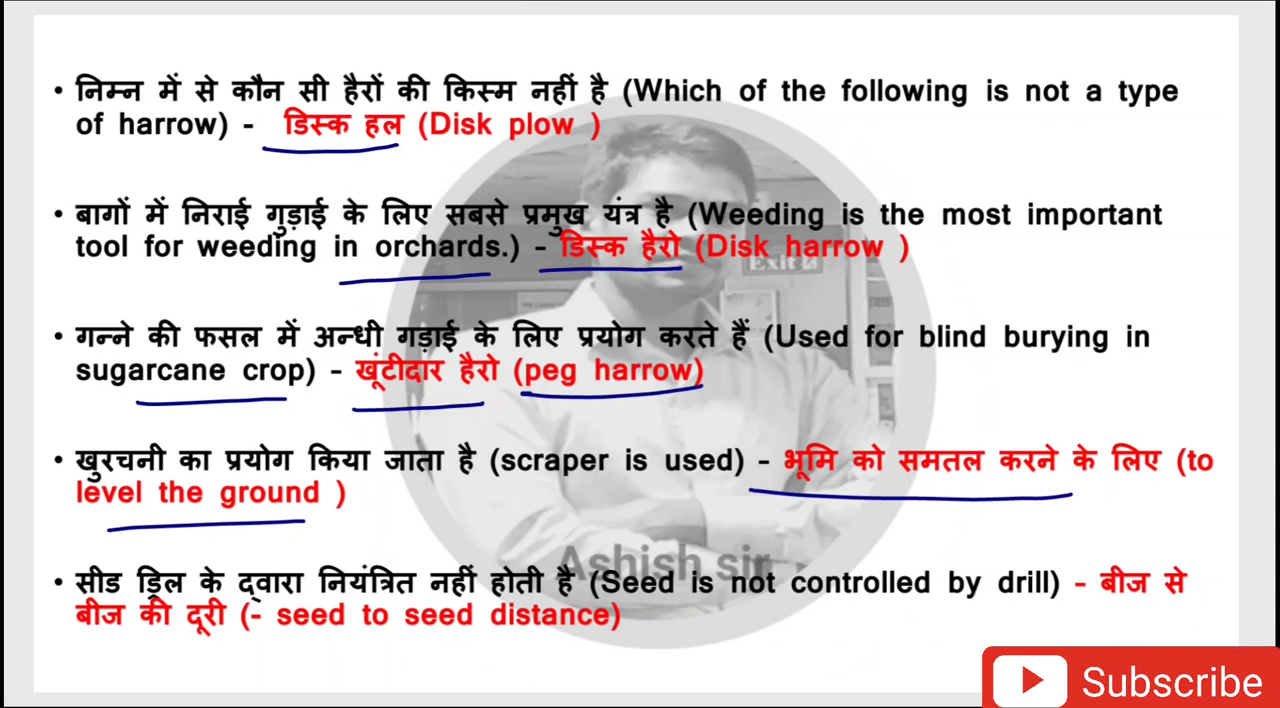 • निम्न में से कौन सी हैरों की किस्म नहीं है (Which of the following is not a type
of harrow) - डिस्क हल (Disk plow )
• बागों में निराई गुड़ाई के लिए सबसे प्रमुख यंत्र है (Weeding is the most important
tool for weeding in orchards.) - डिस्क हैरो (Disk harrow )
Exit
• गन्ने की फसल में अन्धी गड़ाई के लिए प्रयोग करते हैं (Used for blind burying in
sugarcane crop) - खूंटीदार हैरो (peg harrow)
• खुरचनी का प्रयोग किया जाता है (scraper is used) - भूमि को समतल करने के लिए (to
level the ground )
Ashish sir
• सीड ड्रिल के द्वारा नियंत्रित नहीं होती है (Seed is not controlled by drill) - बीज से
बीज की दूरी (- seed to seed distance)
Subscribe